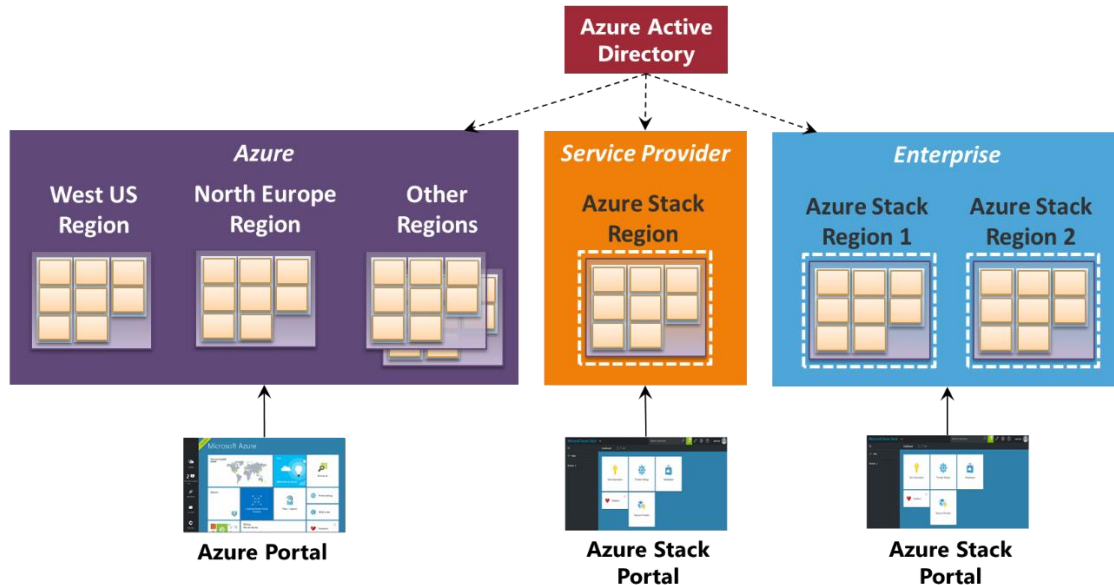 Azure Active
Directory
Azure
West US
Region
North Europe
Region
Other
Regions
Service Provider
Azure Stack
Region
Enterprise
Azure Stack
Region 1
Azure Stack
Region 2
Microsoft Azure
Azure Portal
Azure Stack
Portal
Azure Stack
Portal